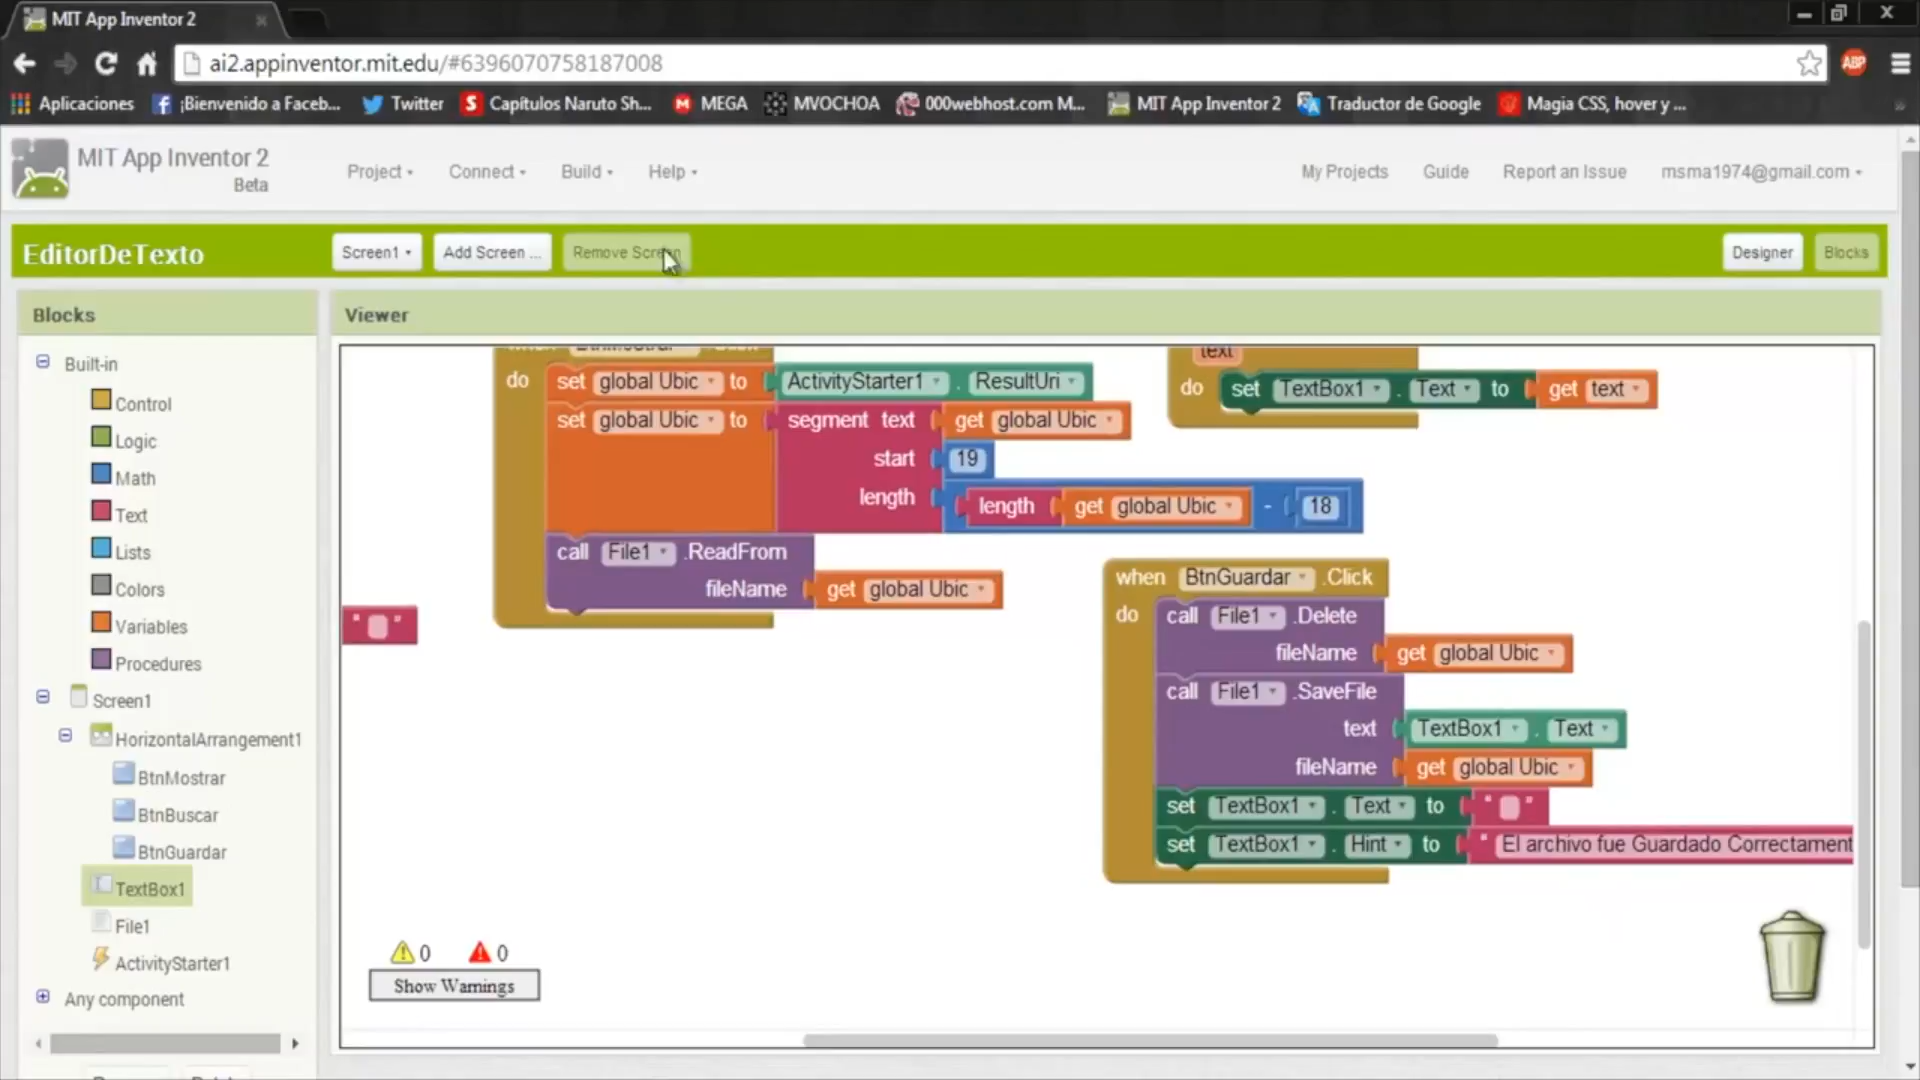 MIT App Inventor 2
ai2.appinventor.mit.edu/#6396070758187008
ABP
Aplicaciones
¡Bienvenido a Faceb...
Twitter
Capítulos Naruto Sh...
MEGA
MVOCHOA
000webhost.com M...
MIT App Inventor 2
Traductor de Google
Magia CSS, hover y ...
MIT App Inventor 2
Beta
Project
Connect
Build
Help
My Projects
Guide
Report an Issue
msma1974@gmail.com
EditorDeTexto
Screen1
Add Screen ...
Remove Screen
Designer
Blocks
Blocks
Built-in
Control
Logic
Math
Text
Lists
Colors
Variables
Procedures
Screen1
HorizontalArrangement1
BtnMostrar
BtnBuscar
BtnGuardar
TextBox1
File1
ActivityStarter1
Any component
Viewer
do set global Ubic to ActivityStarter1 . ResultUri
set global Ubic to segment text get global Ubic
start 19
length length get global Ubic - 18
call File1 .ReadFrom
fileName get global Ubic
" "
text
do set TextBox1 . Text to get text
when BtnGuardar .Click
do call File1 .Delete
fileName get global Ubic
call File1 .SaveFile
text TextBox1 . Text
fileName get global Ubic
set TextBox1 . Text to " "
set TextBox1 . Hint to " El archivo fue Guardado Correctament
0 0
Show Warnings